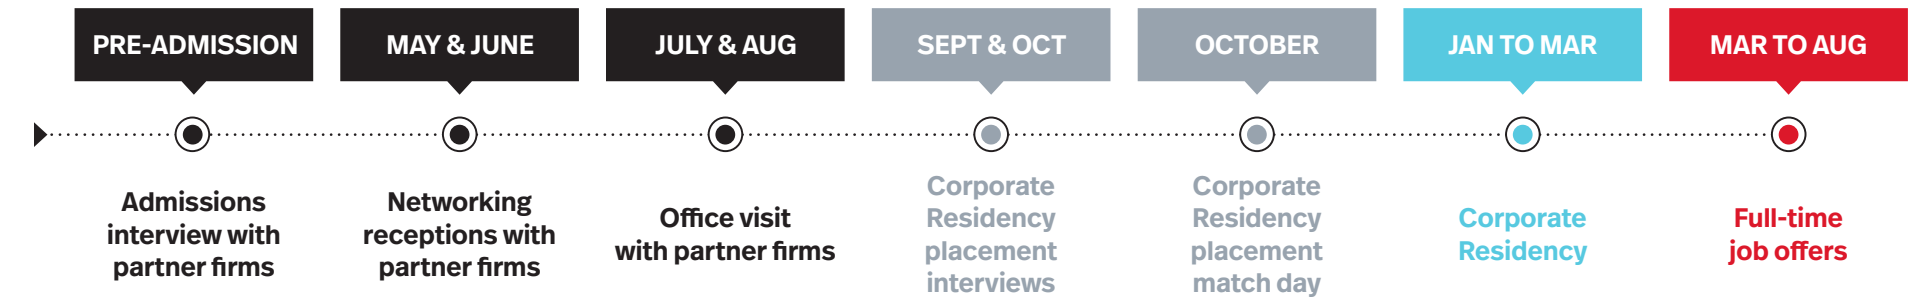 PRE-ADMISSION
MAY & JUNE
JULY & AUG
SEPT & OCT
OCTOBER
JAN TO MAR
MAR TO AUG
Admissions
interview with
partner firms
Networking
receptions with
partner firms
Office visit
with partner firms
Corporate
Residency
placement
interviews
Corporate
Residency
placement
match day
Corporate
Residency
Full-time
job offers